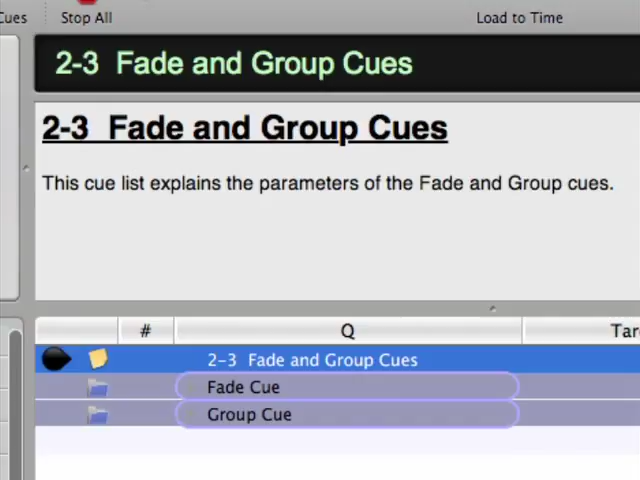 Cues Stop All Load to Time
2-3 Fade and Group Cues
2-3 Fade and Group Cues
This cue list explains the parameters of the Fade and Group cues.
# Q Tar
2-3 Fade and Group Cues
Fade Cue
Group Cue